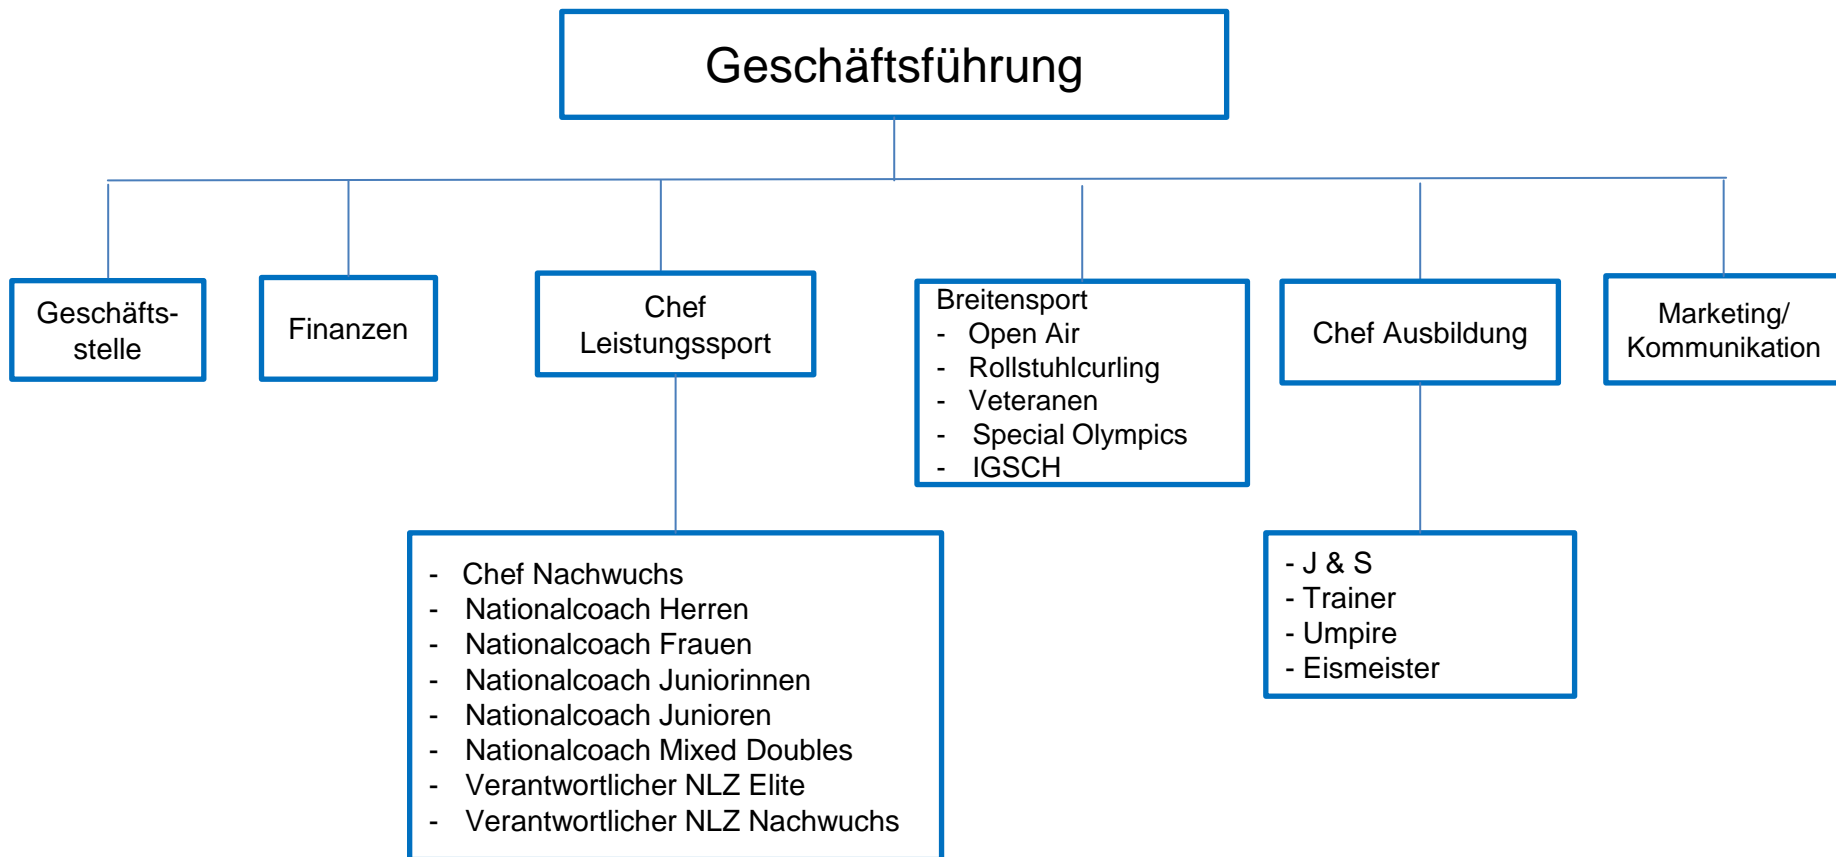 Geschäftsführung
Geschäfts-
stelle
Finanzen
Chef
Leistungssport
Breitensport
- Open Air
- Rollstuhlcurling
- Veteranen
- Special Olympics
- IGSCH
Chef Ausbildung
Marketing/
Kommunikation
- Chef Nachwuchs
- Nationalcoach Herren
- Nationalcoach Frauen
- Nationalcoach Juniorinnen
- Nationalcoach Junioren
- Nationalcoach Mixed Doubles
- Verantwortlicher NLZ Elite
- Verantwortlicher NLZ Nachwuchs
- J & S
- Trainer
- Umpire
- Eismeister